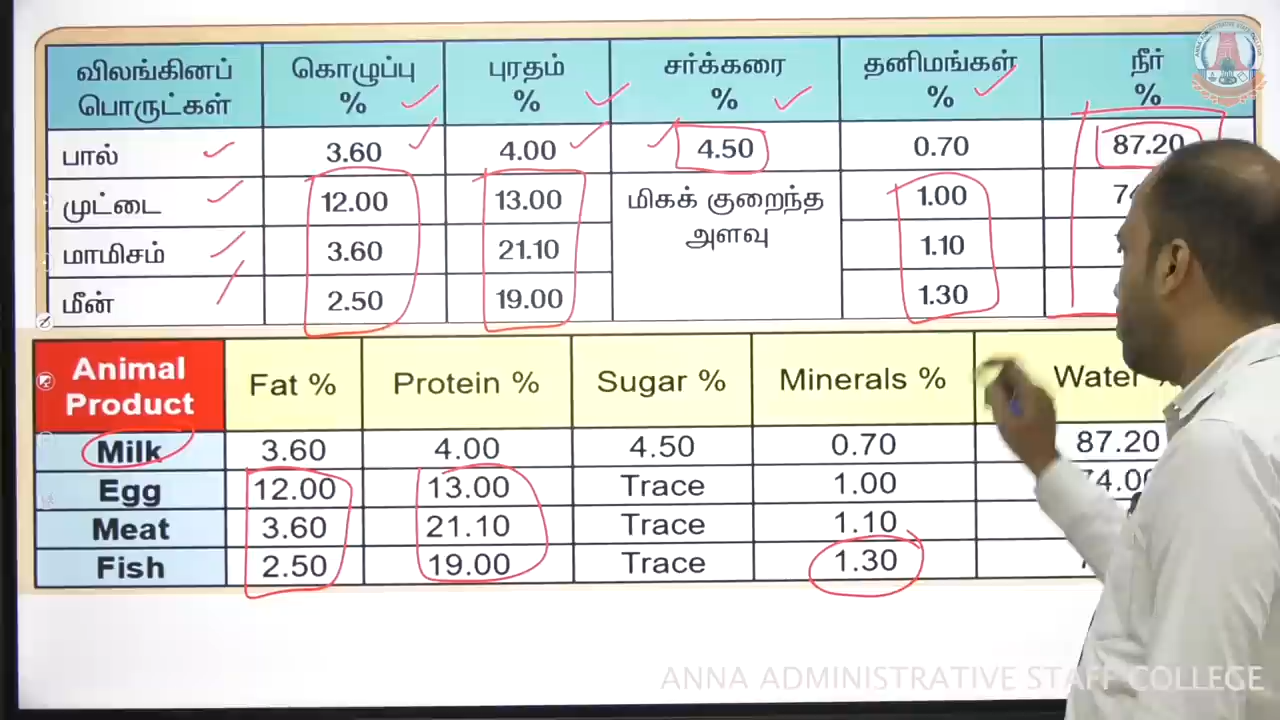 விலங்கினப் பொருட்கள் கொழுப்பு % புரதம் % சர்க்கரை % தனிமங்கள் % நீர் %
பால் 3.60 4.00 4.50 0.70 87.20
முட்டை 12.00 13.00 மிகக் குறைந்த அளவு 1.00
மாமிசம் 3.60 21.10 1.10
மீன் 2.50 19.00 1.30
Animal Product Fat % Protein % Sugar % Minerals % Water
Milk 3.60 4.00 4.50 0.70 87.20
Egg 12.00 13.00 Trace 1.00
Meat 3.60 21.10 Trace 1.10
Fish 2.50 19.00 Trace 1.30
ANNA ADMINISTRATIVE STAFF COLLEGE